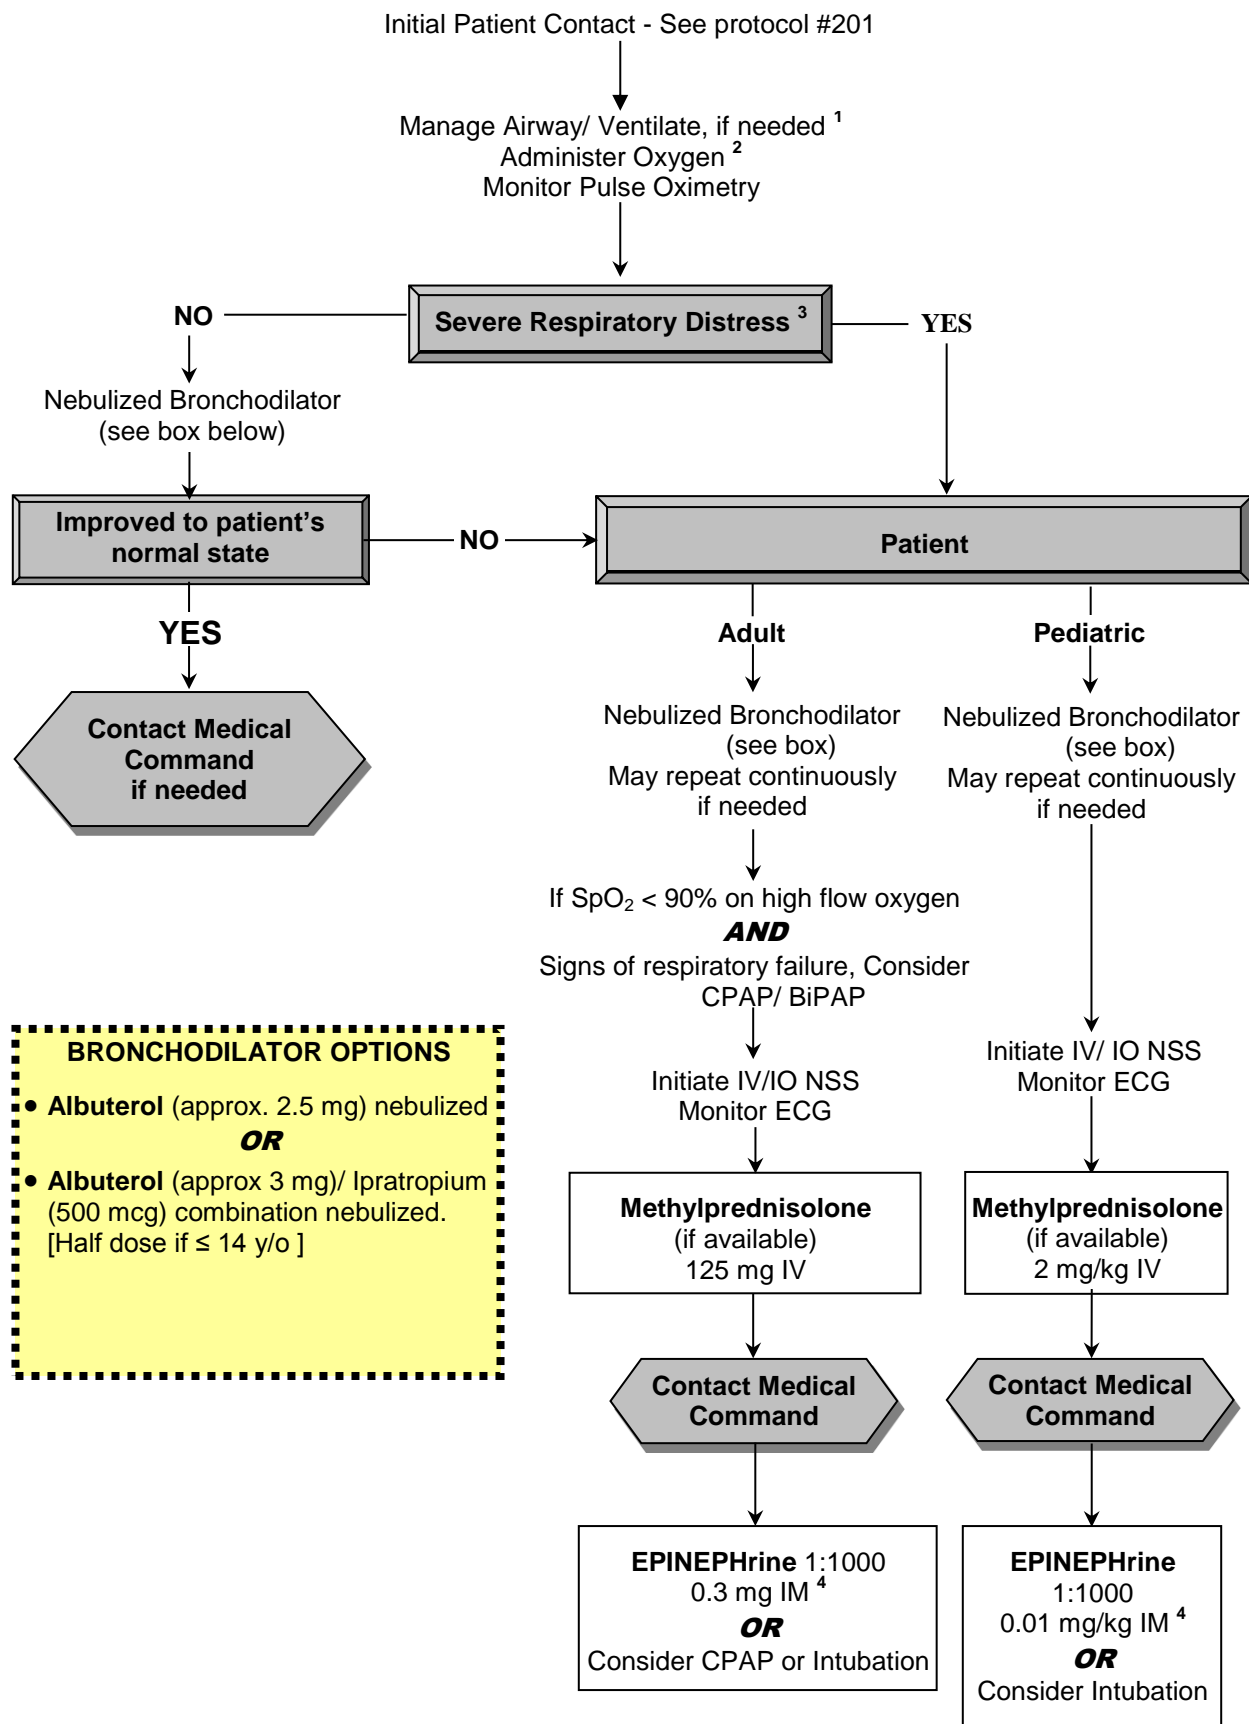 Initial Patient Contact - See protocol #201
Manage Airway/ Ventilate, if needed 1
Administer Oxygen 2
Monitor Pulse Oximetry
NO
Severe Respiratory Distress 3
YES
Nebulized Bronchodilator
(see box below)
Improved to patient's
normal state
NO
Patient
YES
Contact Medical
Command
if needed
Adult
Nebulized Bronchodilator
(see box)
May repeat continuously
if needed
If SpO2 < 90% on high flow oxygen
AND
Signs of respiratory failure, Consider
CPAP/ BiPAP
Initiate IV/IO NSS
Monitor ECG
Methylprednisolone
(if available)
125 mg IV
Contact Medical
Command
EPINEPHrine 1:1000
0.3 mg IM 4
OR
Consider CPAP or Intubation
Pediatric
Nebulized Bronchodilator
(see box)
May repeat continuously
if needed
Initiate IV/ IO NSS
Monitor ECG
Methylprednisolone
(if available)
2 mg/kg IV
Contact Medical
Command
EPINEPHrine
1:1000
0.01 mg/kg IM 4
OR
Consider Intubation
BRONCHODILATOR OPTIONS
• Albuterol (approx. 2.5 mg) nebulized
OR
• Albuterol (approx 3 mg)/ Ipratropium
(500 mcg) combination nebulized.
[Half dose if ≤ 14 y/o ]